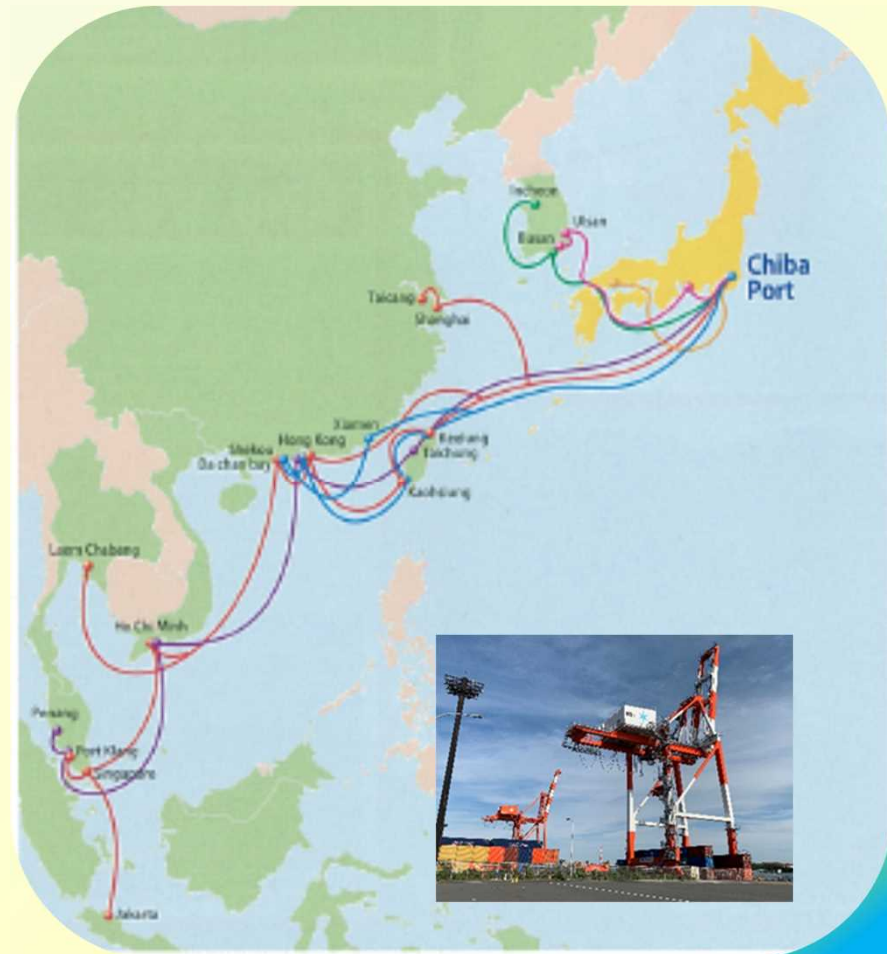 Incheon
Ulsan
Busan
Chiba
Port
Taicang
Shanghai
Xiamen
Hong Kong
Shekou
Da chan bay
Keelung
Taichung
Kaohsiung
Laem Chabang
Ho Chi Minh
Penang
Port Klang
Singapore
Jakarta